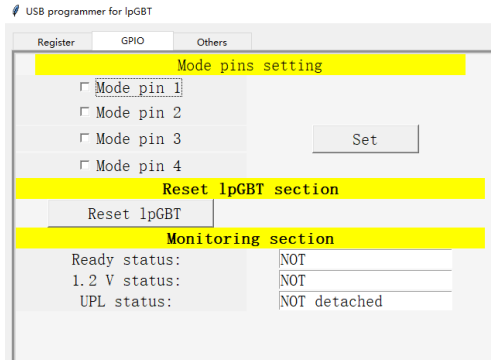 USB programmer for lpGBT
Register GPIO Others
Mode pins setting
Mode pin 1
Mode pin 2
Mode pin 3
Set
Mode pin 4
Reset lpGBT section
Reset lpGBT
Monitoring section
Ready status: NOT
1.2 V status: NOT
UPL status: NOT detached